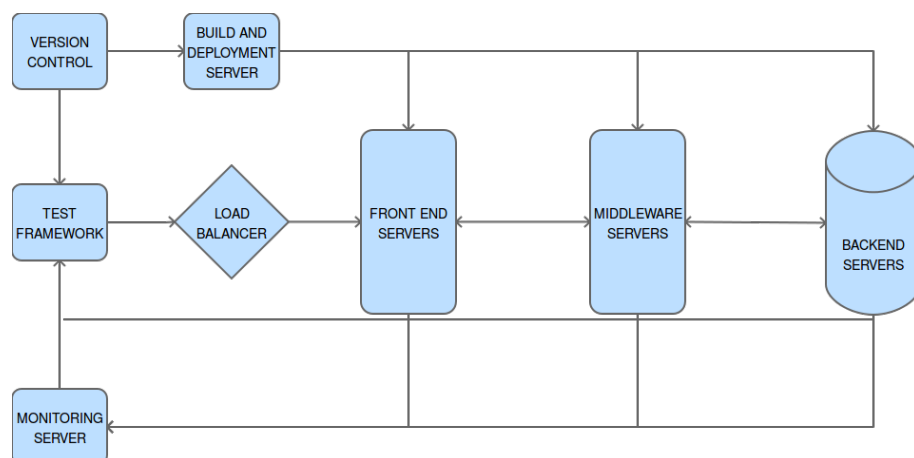 VERSION
CONTROL
BUILD AND
DEPLOYMENT
SERVER
TEST
FRAMEWORK
LOAD
BALANCER
FRONT END
SERVERS
MIDDLEWARE
SERVERS
BACKEND
SERVERS
MONITORING
SERVER